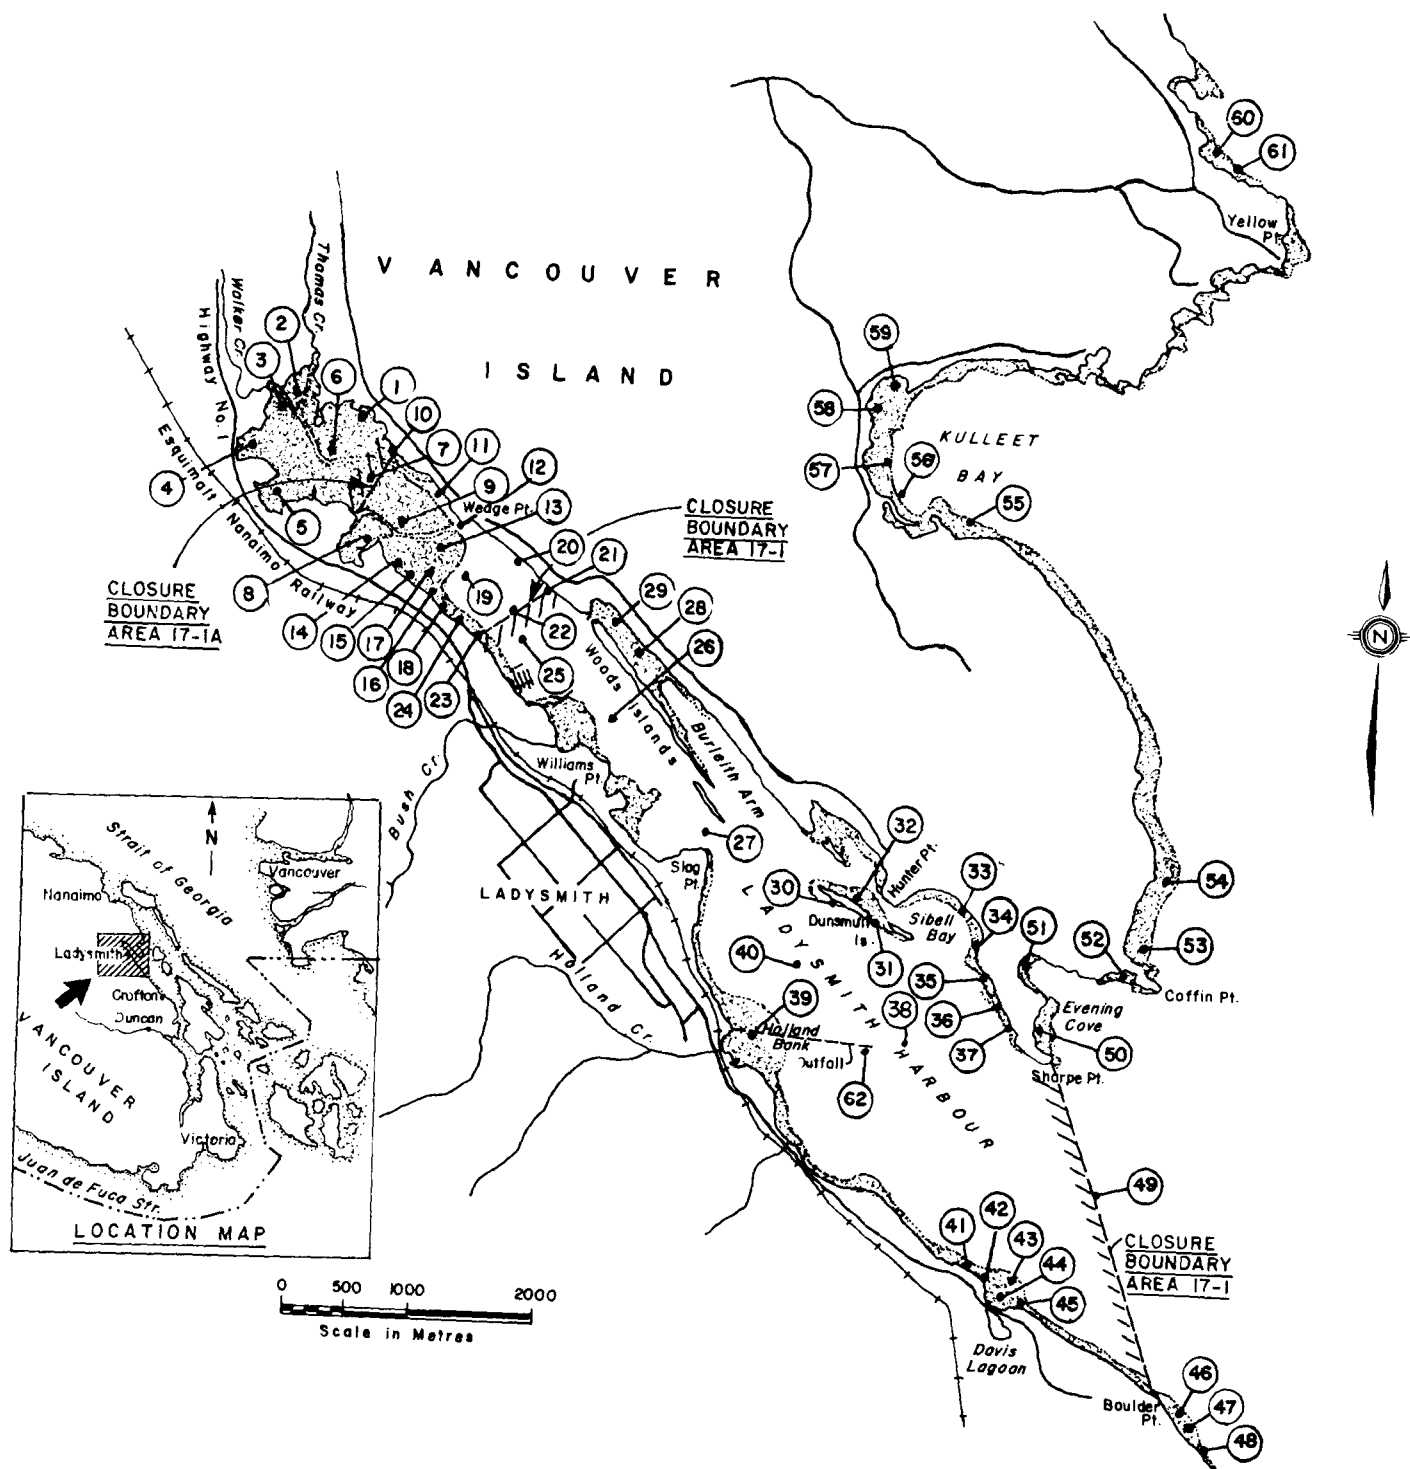 60
61
Yellow
Pt.
VANCOUVER
ISLAND
Thomas Cr.
Walker Cr.
Highway No. 1
Esquimalt Nanaimo Railway
2
3
6
1
10
7
11
12
9
Wedge Pt.
13
4
5
CLOSURE
BOUNDARY
AREA 17-1
20
21
CLOSURE
BOUNDARY
AREA 17-1A
8
14
15
17
16
18
24
23
19
22
25
29
28
26
59
58
57
56
55
KULLEET
BAY
N
Woods
Islands
Burleith Arm
Williams
Pt.
Bush Cr.
27
Slag
Pt.
LADYSMITH
Holland Cr.
LADYSMITH HARBOUR
30
32
Hunter Pt.
Dunsmuir
Is.
31
33
Sibell
Bay
34
35
36
37
38
40
39
Holland
Bank
Outfall
62
51
52
53
54
Coffin Pt.
Evening
Cove
50
Sharpe Pt.
49
CLOSURE
BOUNDARY
AREA 17-1
41
42
43
44
45
Davis
Lagoon
Boulder
Pt.
46
47
48
N
Strait of Georgia
Vancouver
Nanaimo
Ladysmith
Crofton
Duncan
VANCOUVER
ISLAND
Victoria
Juan de Fuca Str.
LOCATION MAP
0 500 1000 2000
Scale in Metres